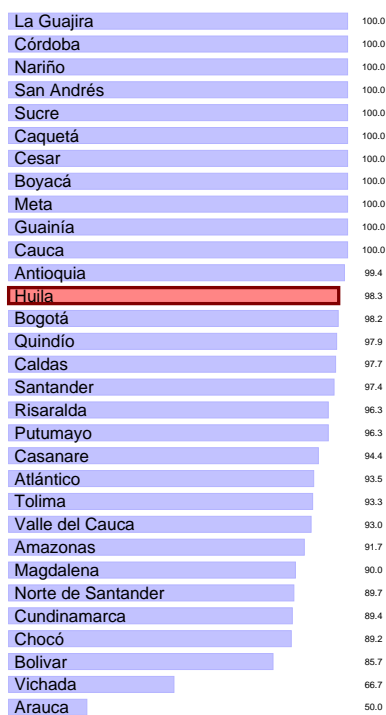 La Guajira 100.0
Córdoba 100.0
Nariño 100.0
San Andrés 100.0
Sucre 100.0
Caquetá 100.0
Cesar 100.0
Boyacá 100.0
Meta 100.0
Guainía 100.0
Cauca 100.0
Antioquia 99.4
Huila 98.3
Bogotá 98.2
Quindío 97.9
Caldas 97.7
Santander 97.4
Risaralda 96.3
Putumayo 96.3
Casanare 94.4
Atlántico 93.5
Tolima 93.3
Valle del Cauca 93.0
Amazonas 91.7
Magdalena 90.0
Norte de Santander 89.7
Cundinamarca 89.4
Chocó 89.2
Bolivar 85.7
Vichada 66.7
Arauca 50.0